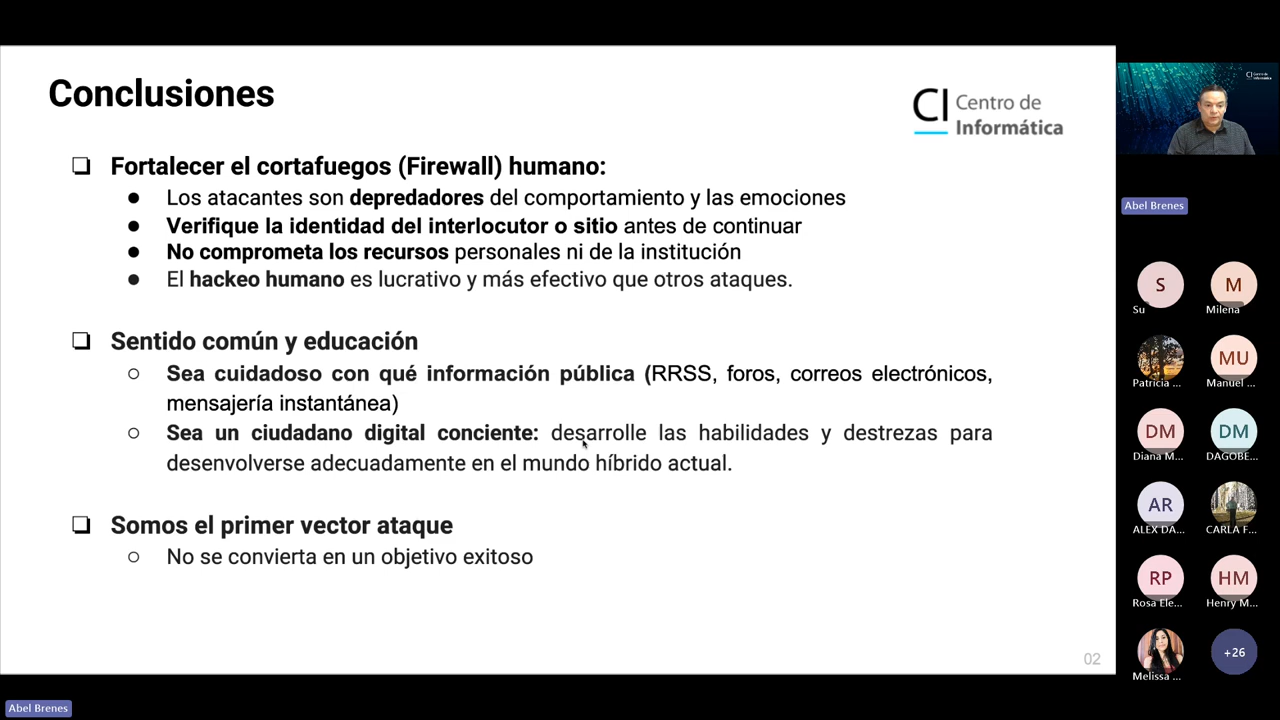 Conclusiones
CI Centro de
Informática
❏ Fortalecer el cortafuegos (Firewall) humano:
● Los atacantes son depredadores del comportamiento y las emociones
● Verifique la identidad del interlocutor o sitio antes de continuar
● No comprometa los recursos personales ni de la institución
● El hackeo humano es lucrativo y más efectivo que otros ataques.
❏ Sentido común y educación
○ Sea cuidadoso con qué información pública (RRSS, foros, correos electrónicos,
mensajería instantánea)
○ Sea un ciudadano digital conciente: desarrolle las habilidades y destrezas para
desenvolverse adecuadamente en el mundo híbrido actual.
❏ Somos el primer vector ataque
○ No se convierta en un objetivo exitoso
02
Abel Brenes
CI Centro de
Informática
Abel Brenes
S
M
Su
Milena
MU
Patricia ...
Manuel ...
DM
DM
Diana M...
DAGOBE...
AR
ALEX DA...
CARLA F...
RP
HM
Rosa Ele...
Henry M...
+26
Melissa ...